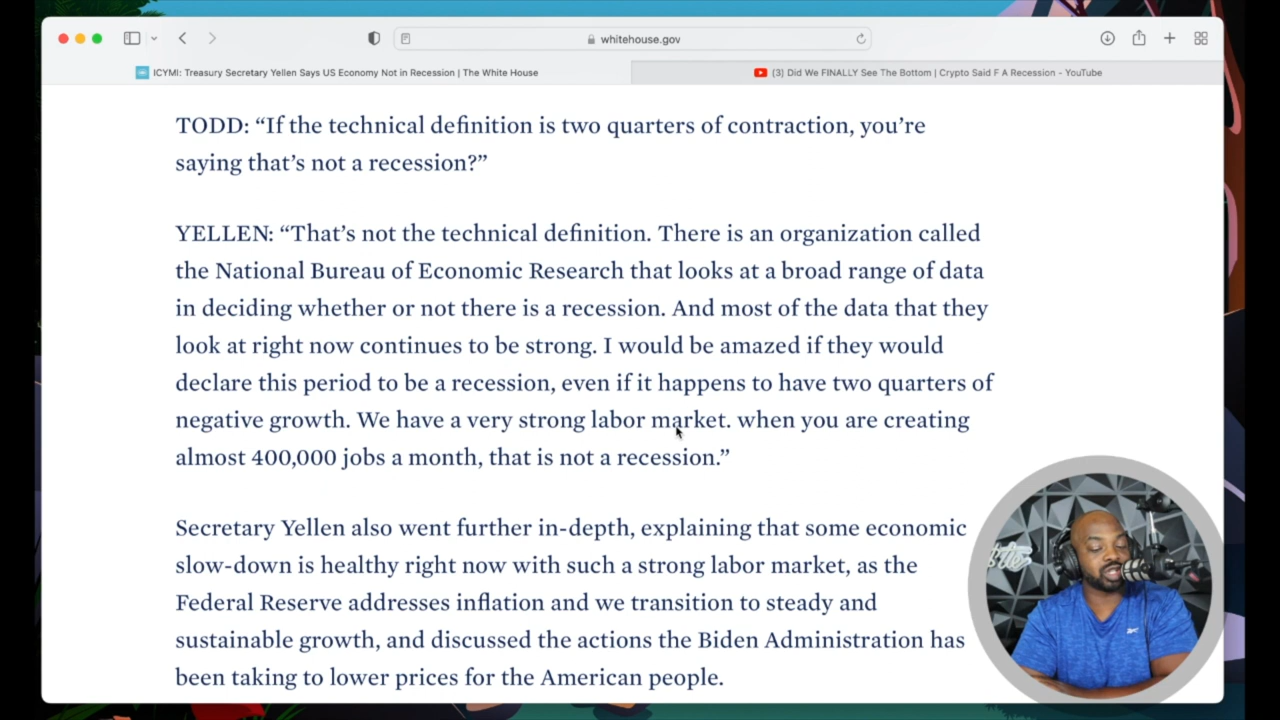 whitehouse.gov
ICYMI: Treasury Secretary Yellen Says US Economy Not in Recession | The White House
(3) Did We FINALLY See The Bottom | Crypto Said F A Recession - YouTube
TODD: “If the technical definition is two quarters of contraction, you’re
saying that’s not a recession?”
YELLEN: “That’s not the technical definition. There is an organization called
the National Bureau of Economic Research that looks at a broad range of data
in deciding whether or not there is a recession. And most of the data that they
look at right now continues to be strong. I would be amazed if they would
declare this period to be a recession, even if it happens to have two quarters of
negative growth. We have a very strong labor market. when you are creating
almost 400,000 jobs a month, that is not a recession.”
Secretary Yellen also went further in-depth, explaining that some economic
slow-down is healthy right now with such a strong labor market, as the
Federal Reserve addresses inflation and we transition to steady and
sustainable growth, and discussed the actions the Biden Administration has
been taking to lower prices for the American people.